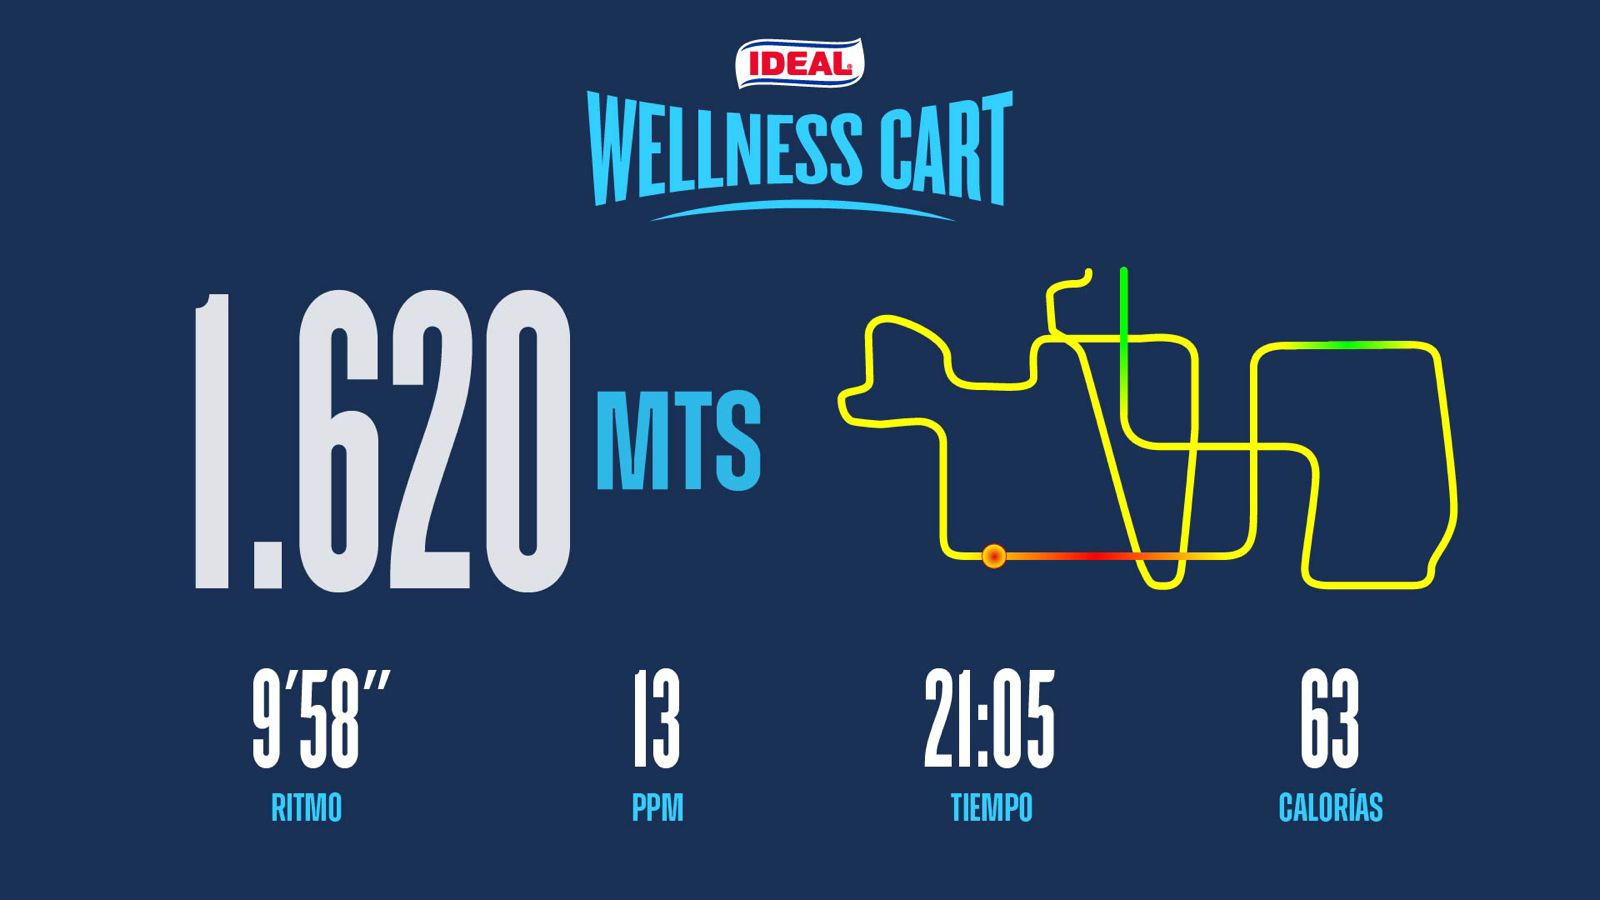 IDEAL
WELLNESS CART
1.620 MTS
9'58"
RITMO
13
PPM
21:05
TIEMPO
63
CALORÍAS